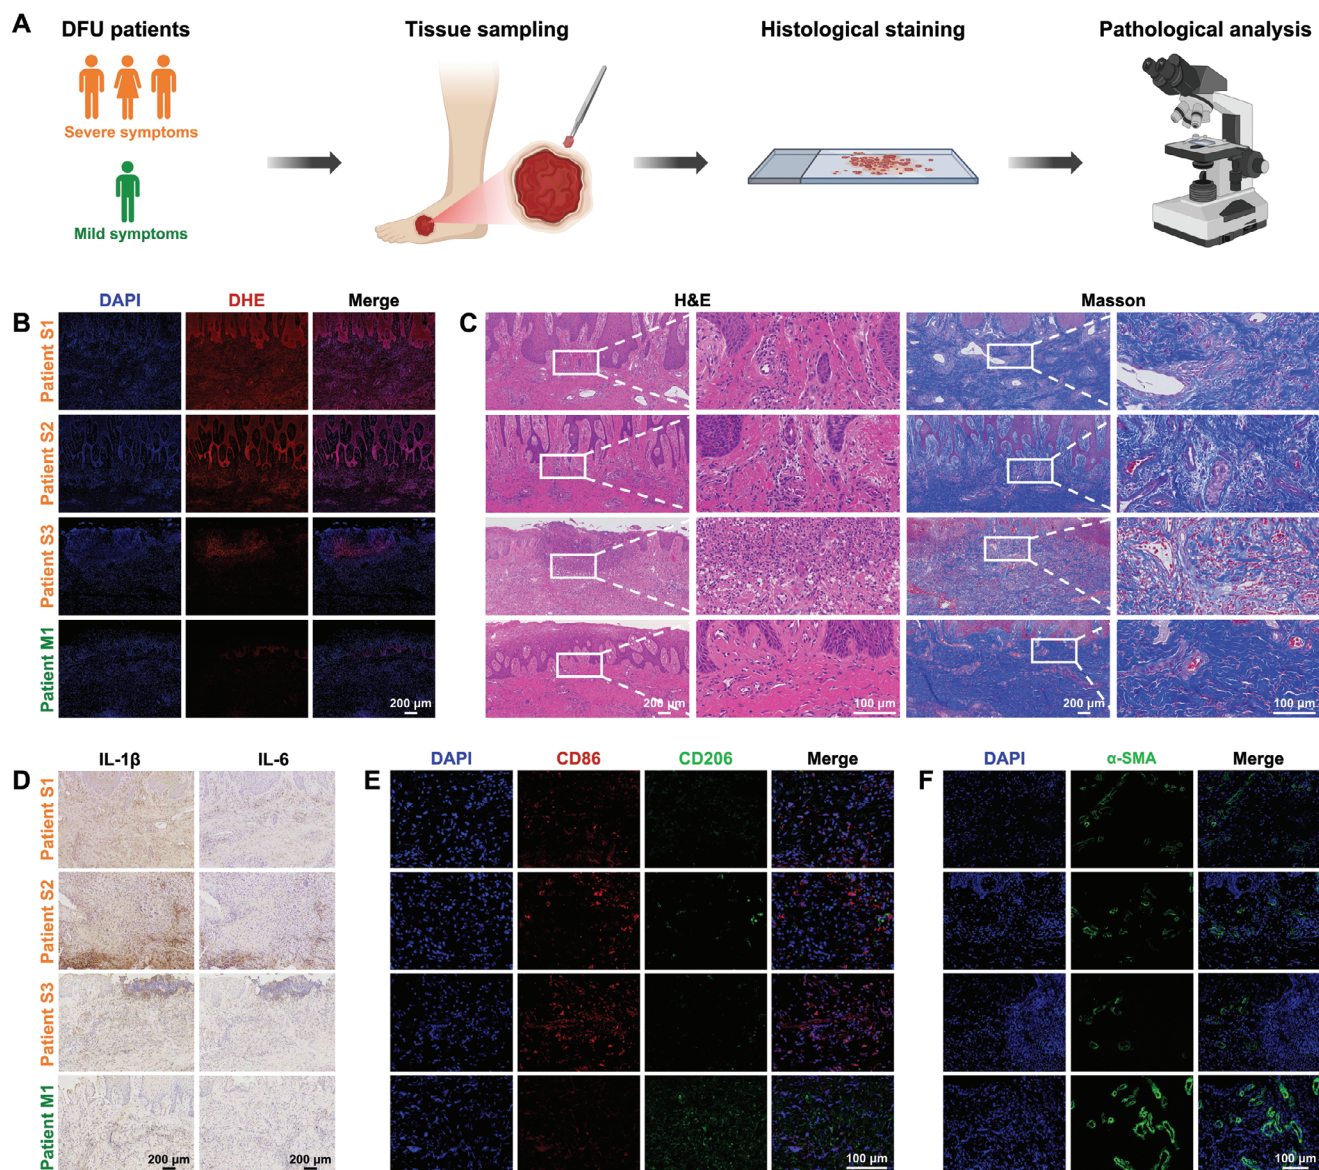 A
DFU patients
Tissue sampling
Histological staining
Pathological analysis
Severe symptoms
Mild symptoms
B
DAPI
DHE
Merge
Patient S1
Patient S2
Patient S3
Patient M1
200 μm
C
H&E
Masson
200 μm
100 μm
200 μm
100 μm
D
IL-1β
IL-6
Patient S1
Patient S2
Patient S3
Patient M1
200 μm
200 μm
E
DAPI
CD86
CD206
Merge
100 μm
F
DAPI
α-SMA
Merge
100 μm